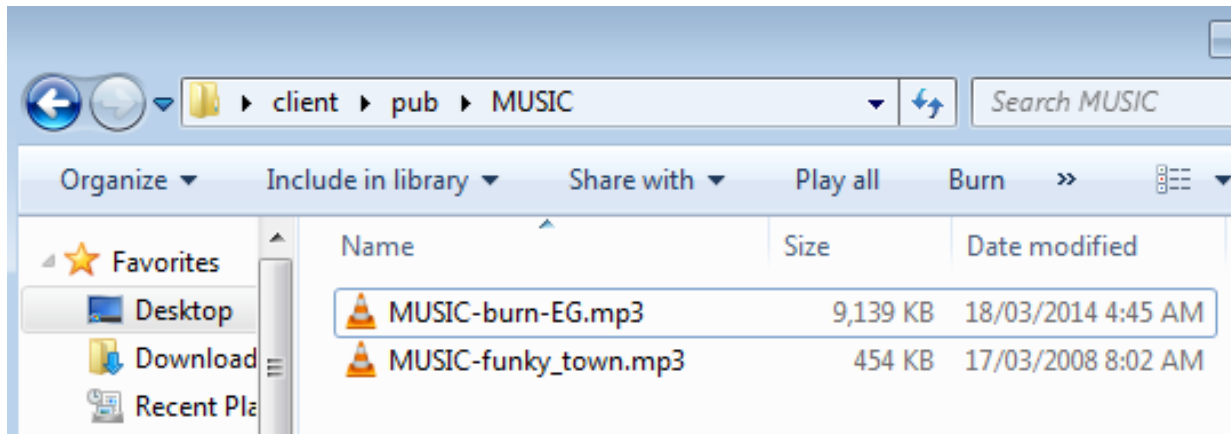 client pub MUSIC Search MUSIC
Organize Include in library Share with Play all Burn »
Favorites
Desktop
Download
Recent Pla
Name Size Date modified
MUSIC-burn-EG.mp3 9,139 KB 18/03/2014 4:45 AM
MUSIC-funky_town.mp3 454 KB 17/03/2008 8:02 AM